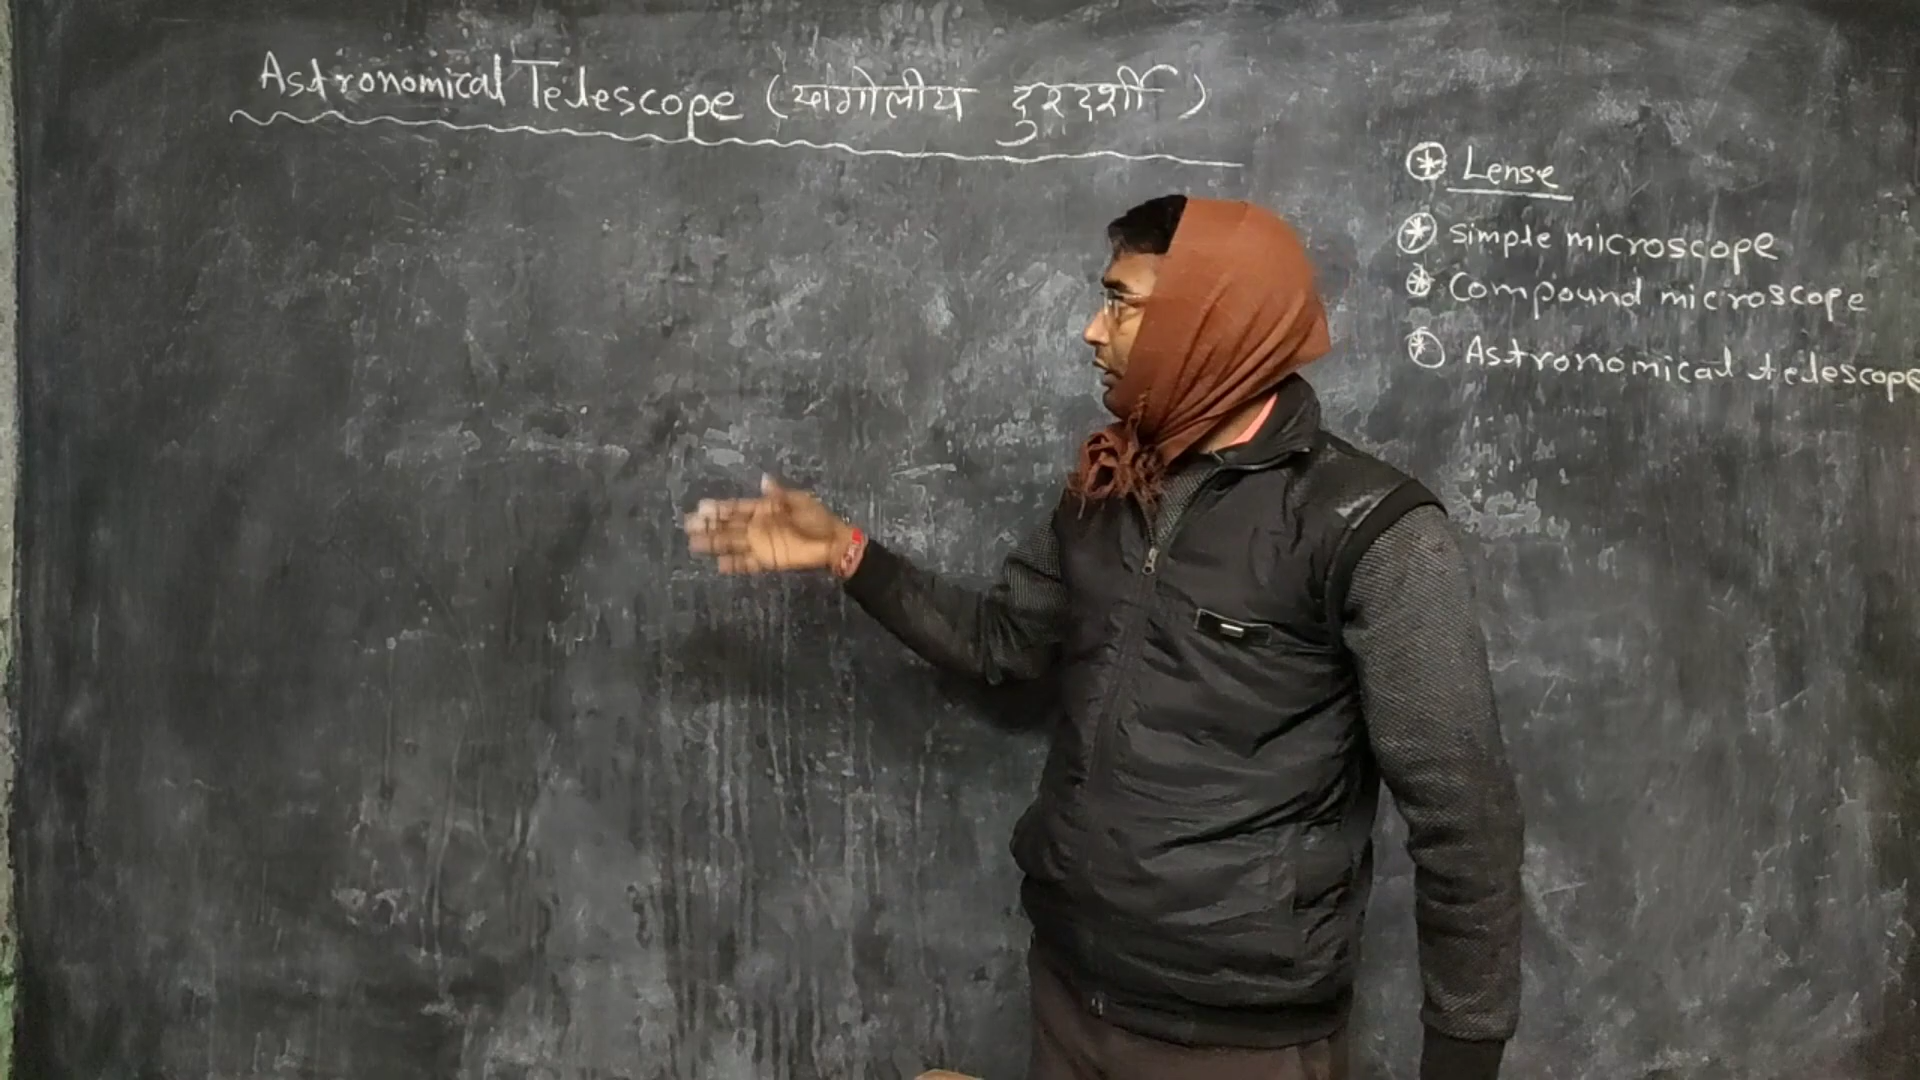 Astronomical Telescope (खगोलीय दुरदर्शी)
Lense
simple microscope
Compound microscope
Astronomical telescope